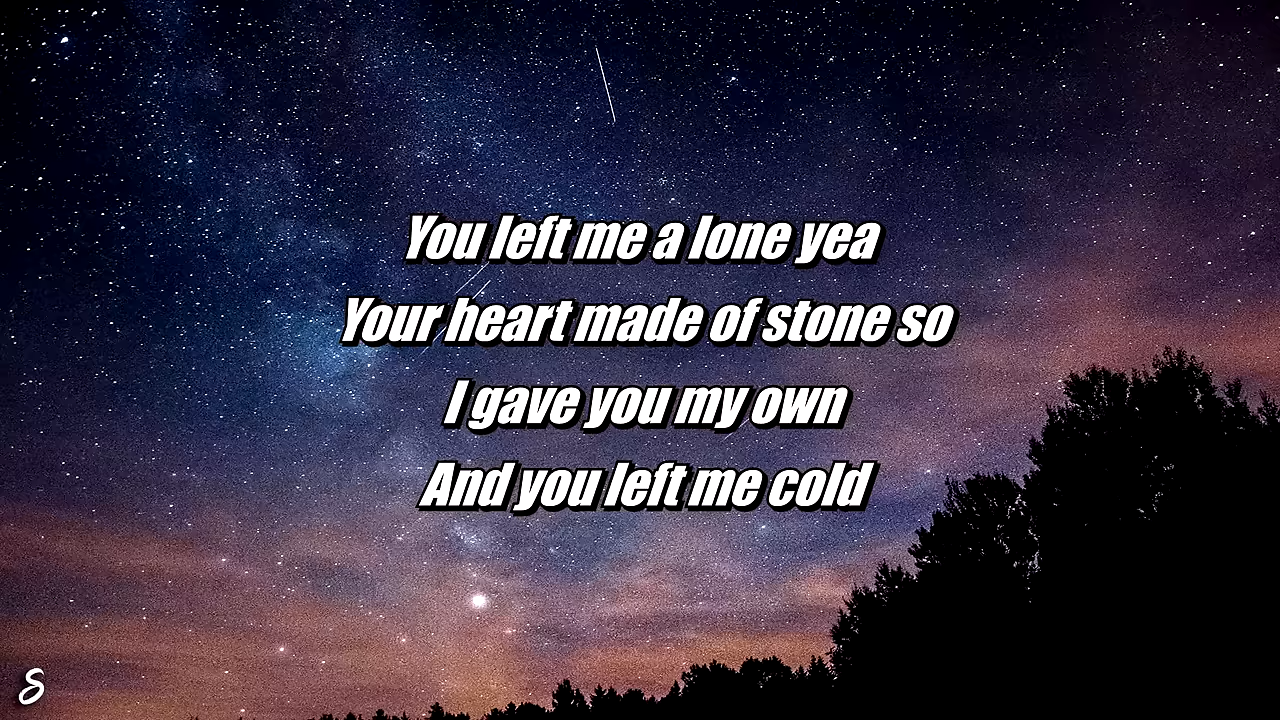 You left me a lone yea
Your heart made of stone so
I gave you my own
And you left me cold
S